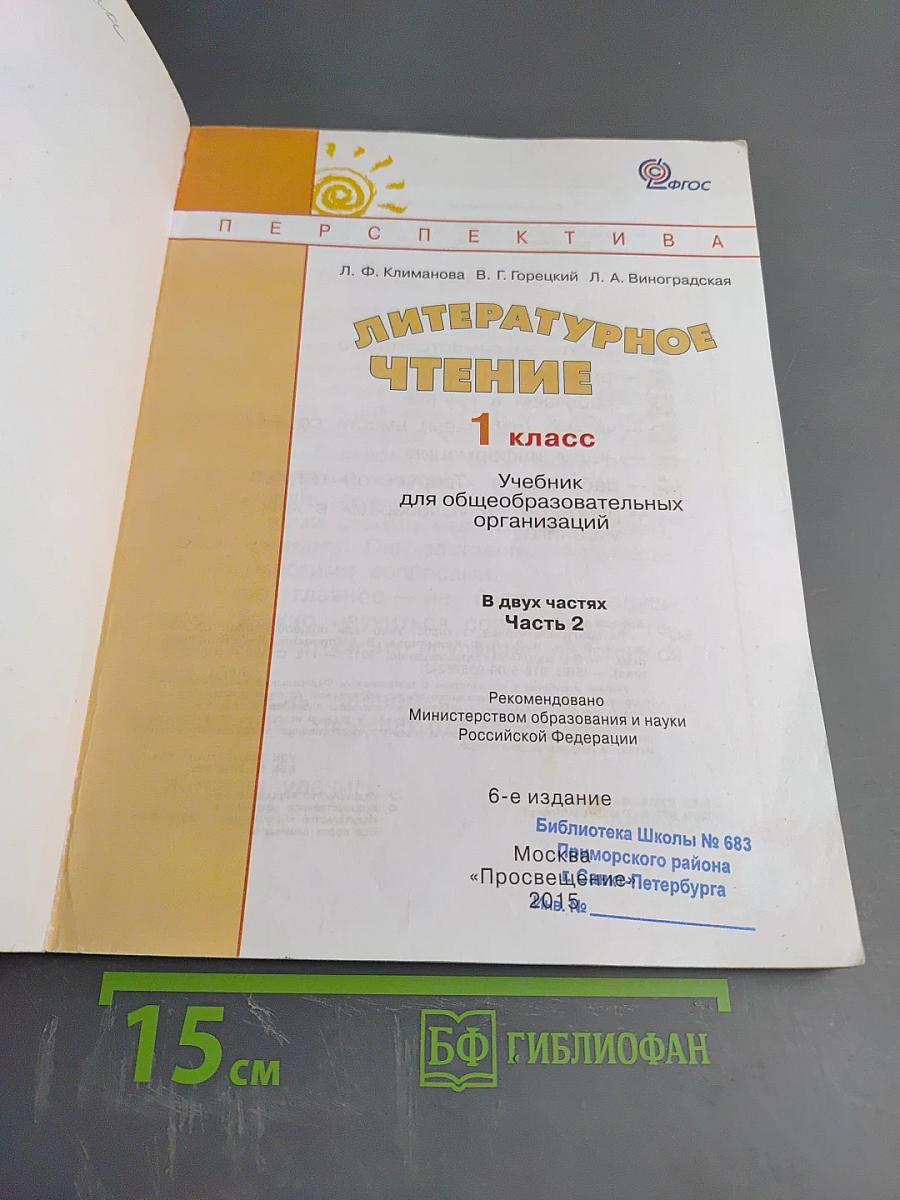 ФГОС
ПЕРСПЕКТИВА
Л. Ф. Климанова В. Г. Горецкий Л. А. Виноградская
ЛИТЕРАТУРНОЕ
ЧТЕНИЕ
1 класс
Учебник
для общеобразовательных
организаций
В двух частях
Часть 2
Рекомендовано
Министерством образования и науки
Российской Федерации
6-е издание
Библиотека Школы № 683
Приморского района
г. Санкт-Петербурга
Инв. №
Москва
«Просвещение»
2015
15 см
БФ БИБЛИОФАН